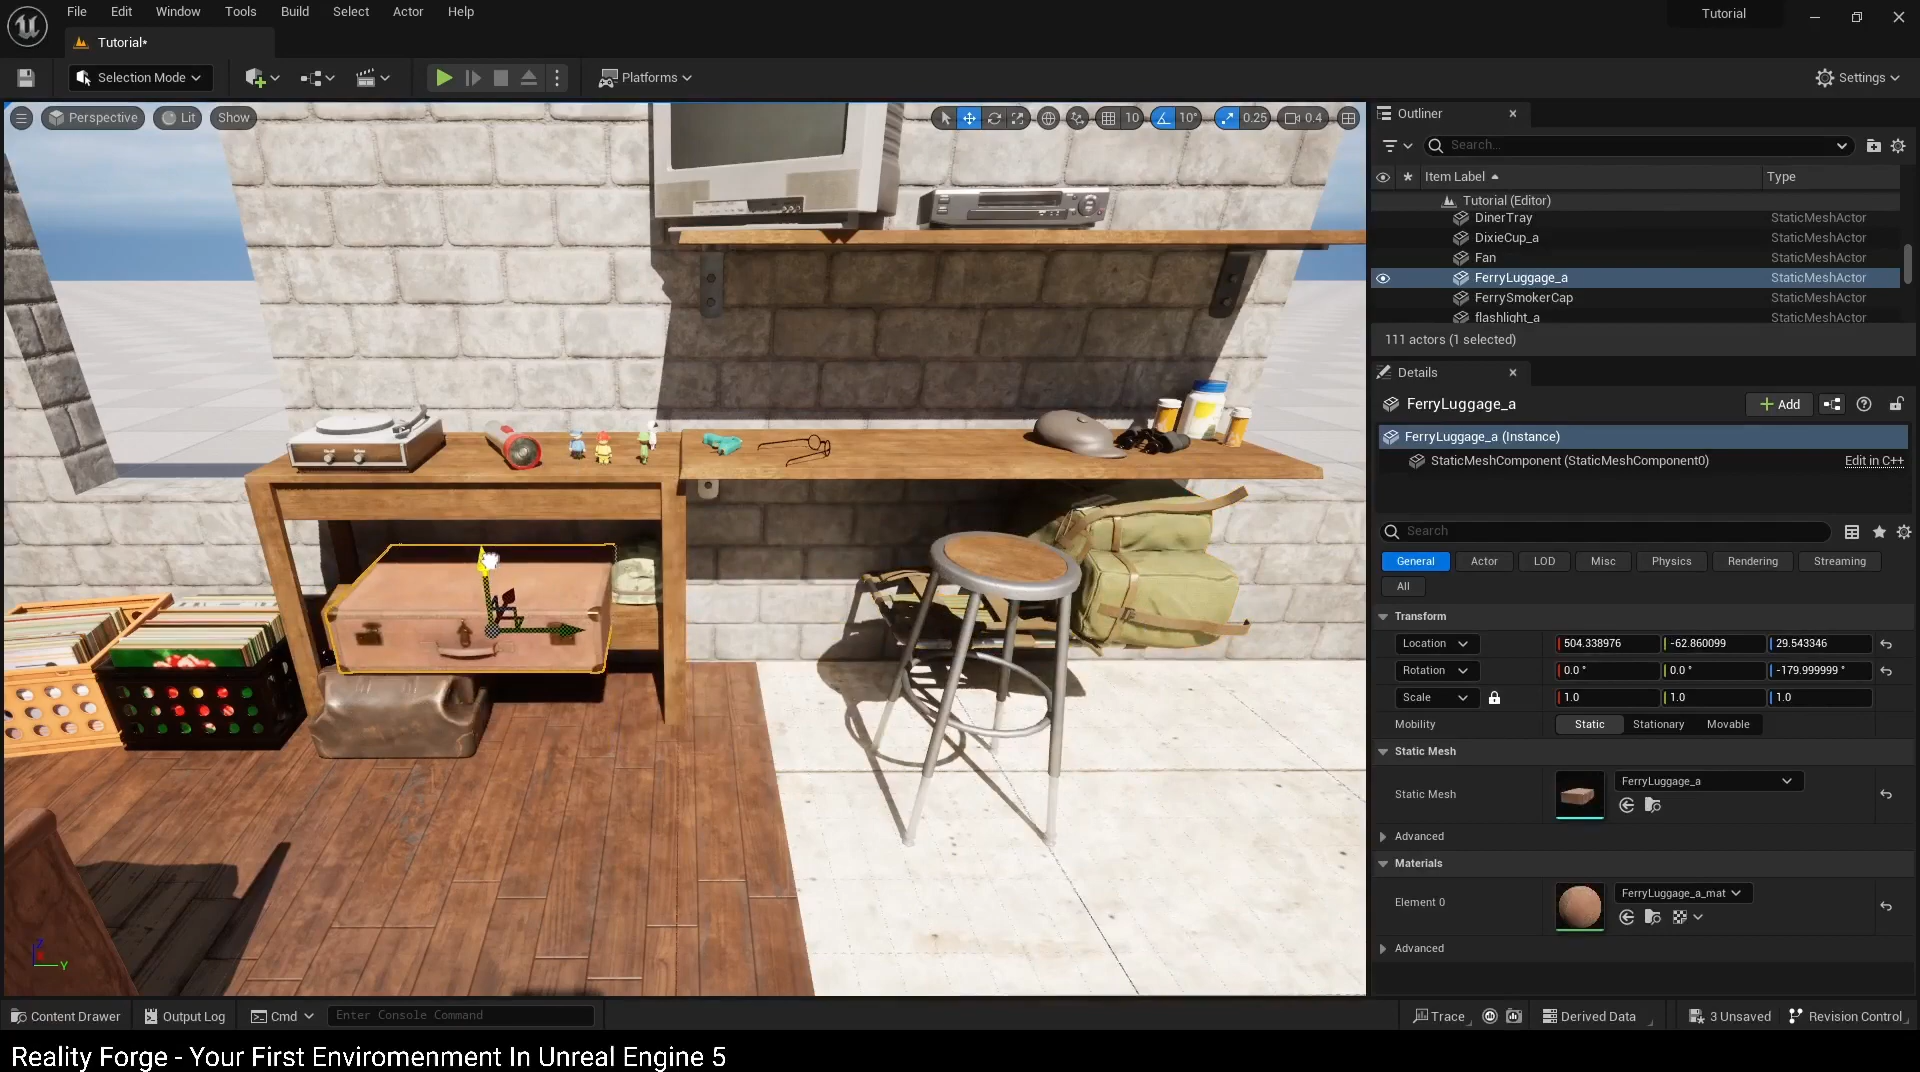 File Edit Window Tools Build Select Actor Help
Tutorial
Tutorial*
Selection Mode
Platforms
Settings
Perspective
Lit
Show
10
10°
0.25
0.4
Outliner
Search...
Item Label
Type
Tutorial (Editor)
DinerTray StaticMeshActor
DixieCup_a StaticMeshActor
Fan StaticMeshActor
FerryLuggage_a StaticMeshActor
FerrySmokerCap StaticMeshActor
flashlight_a StaticMeshActor
111 actors (1 selected)
Details
FerryLuggage_a
Add
FerryLuggage_a (Instance)
StaticMeshComponent (StaticMeshComponent0) Edit in C++
Search
General Actor LOD Misc Physics Rendering Streaming
All
Transform
Location 504.338976 -62.860099 29.543346
Rotation 0.0 ° 0.0 ° -179.999999 °
Scale 1.0 1.0 1.0
Mobility Static Stationary Movable
Static Mesh
FerryLuggage_a
Static Mesh
Advanced
Materials
FerryLuggage_a_mat
Element 0
Advanced
Z
Y
Content Drawer Output Log Cmd Enter Console Command Trace Derived Data 3 Unsaved Revision Control
Reality Forge - Your First Enviromenment In Unreal Engine 5